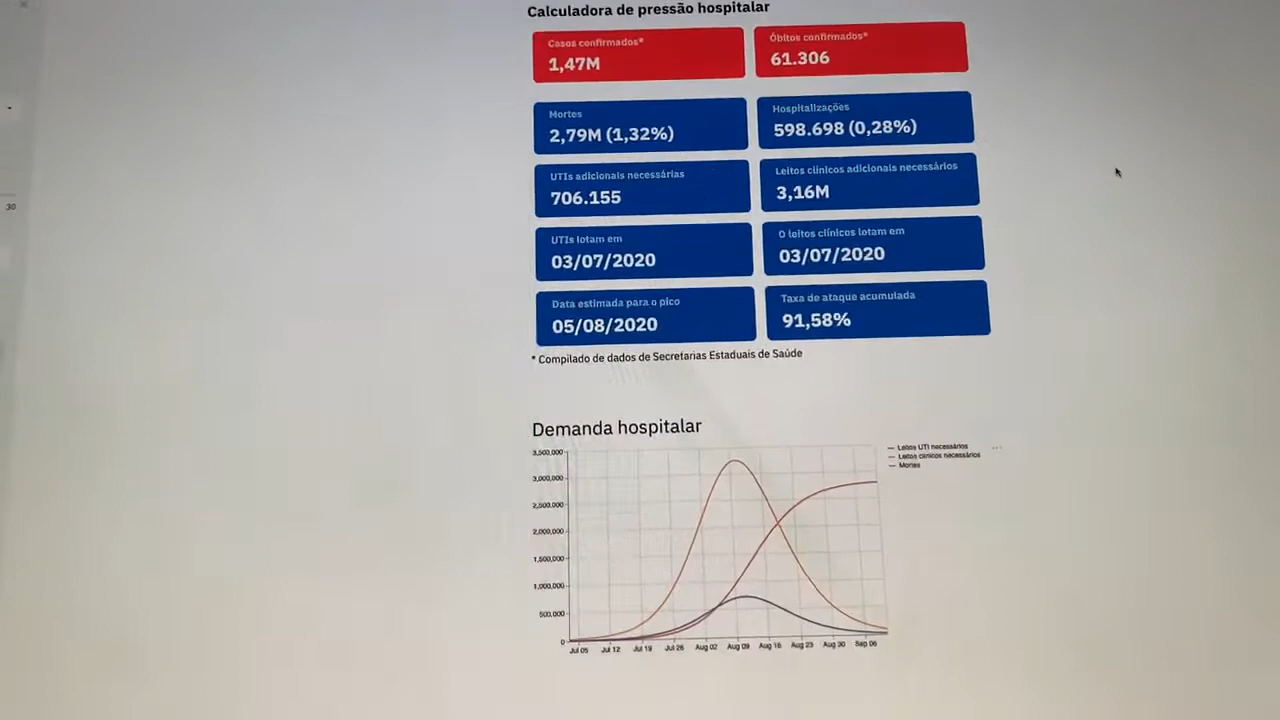 Calculadora de pressão hospitalar
Casos confirmados*
1,47M
Óbitos confirmados*
61.306
Mortes
2,79M (1,32%)
Hospitalizações
598.698 (0,28%)
UTIs adicionais necessárias
706.155
Leitos clínicos adicionais necessários
3,16M
UTIs lotam em
03/07/2020
O leitos clínicos lotam em
03/07/2020
Data estimada para o pico
05/08/2020
Taxa de ataque acumulada
91,58%
* Compilado de dados de Secretarias Estaduais de Saúde
30
Demanda hospitalar
Leitos UTI necessários
Leitos clínicos necessários
Mortes
3,500,000
3,000,000
2,500,000
2,000,000
1,500,000
1,000,000
500,000
0
Jul 05 Jul 12 Jul 19 Jul 26 Aug 02 Aug 09 Aug 16 Aug 23 Aug 30 Sep 06